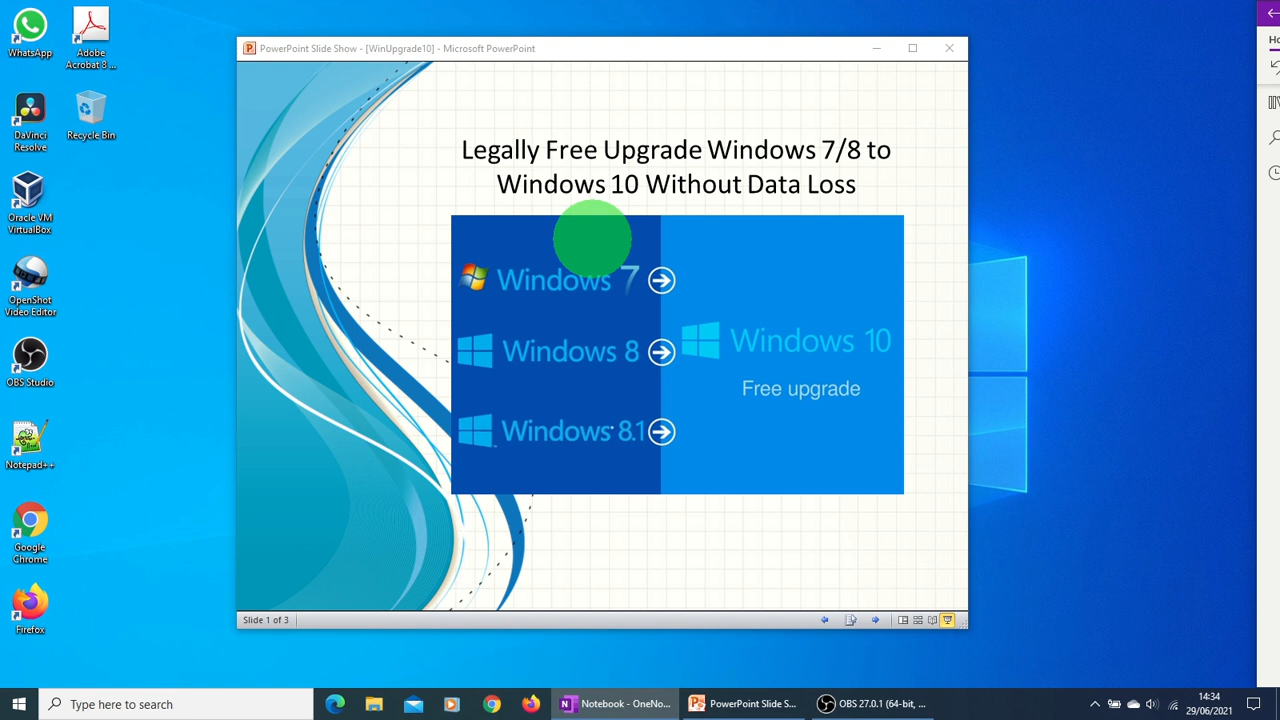 WhatsApp
Adobe
Acrobat 8 ...
DaVinci
Resolve
Recycle Bin
Oracle VM
VirtualBox
OpenShot
Video Editor
OBS Studio
Notepad++
Google
Chrome
Firefox
PowerPoint Slide Show - [WinUpgrade10] - Microsoft PowerPoint
Legally Free Upgrade Windows 7/8 to
Windows 10 Without Data Loss
Windows 7
Windows 8
Windows 8.1
Windows 10
Free upgrade
Slide 1 of 3
Type here to search
Notebook - OneNo...
PowerPoint Slide S...
OBS 27.0.1 (64-bit, ...
14:34
29/06/2021